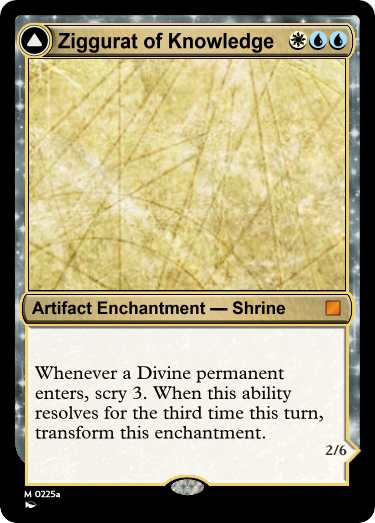 Ziggurat of Knowledge
Artifact Enchantment — Shrine
Whenever a Divine permanent
enters, scry 3. When this ability
resolves for the third time this turn,
transform this enchantment.
2/6
M 0225a